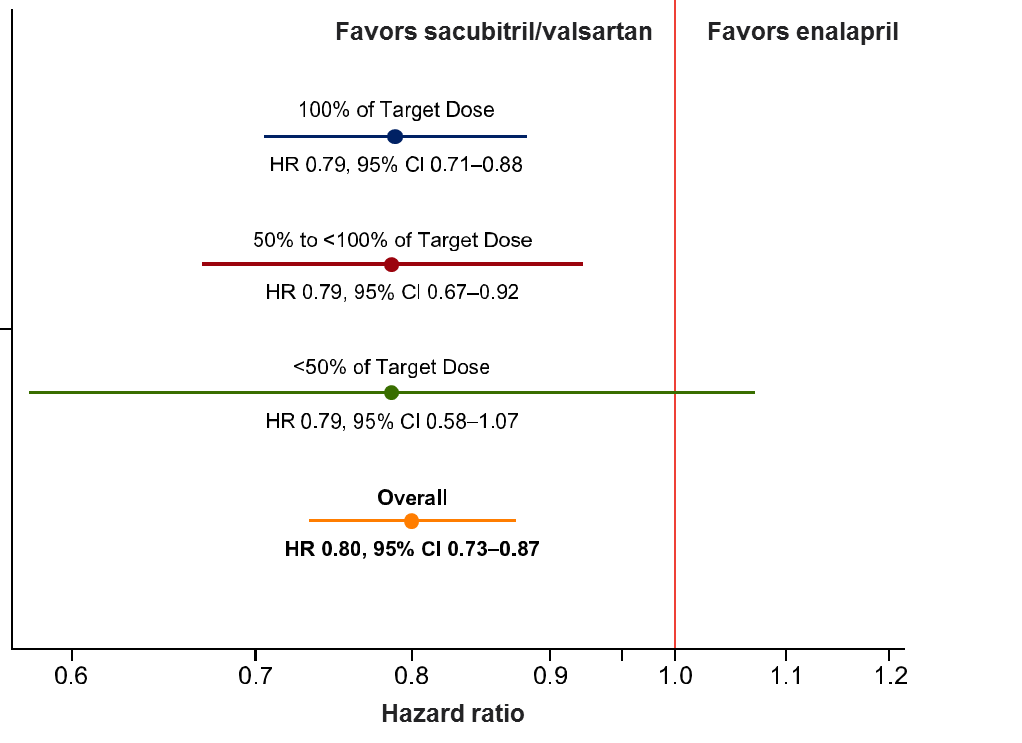 Favors sacubitril/valsartan
Favors enalapril
100% of Target Dose
HR 0.79, 95% CI 0.71–0.88
50% to <100% of Target Dose
HR 0.79, 95% CI 0.67–0.92
<50% of Target Dose
HR 0.79, 95% CI 0.58–1.07
Overall
HR 0.80, 95% CI 0.73–0.87
0.6 0.7 0.8 0.9 1.0 1.1 1.2
Hazard ratio